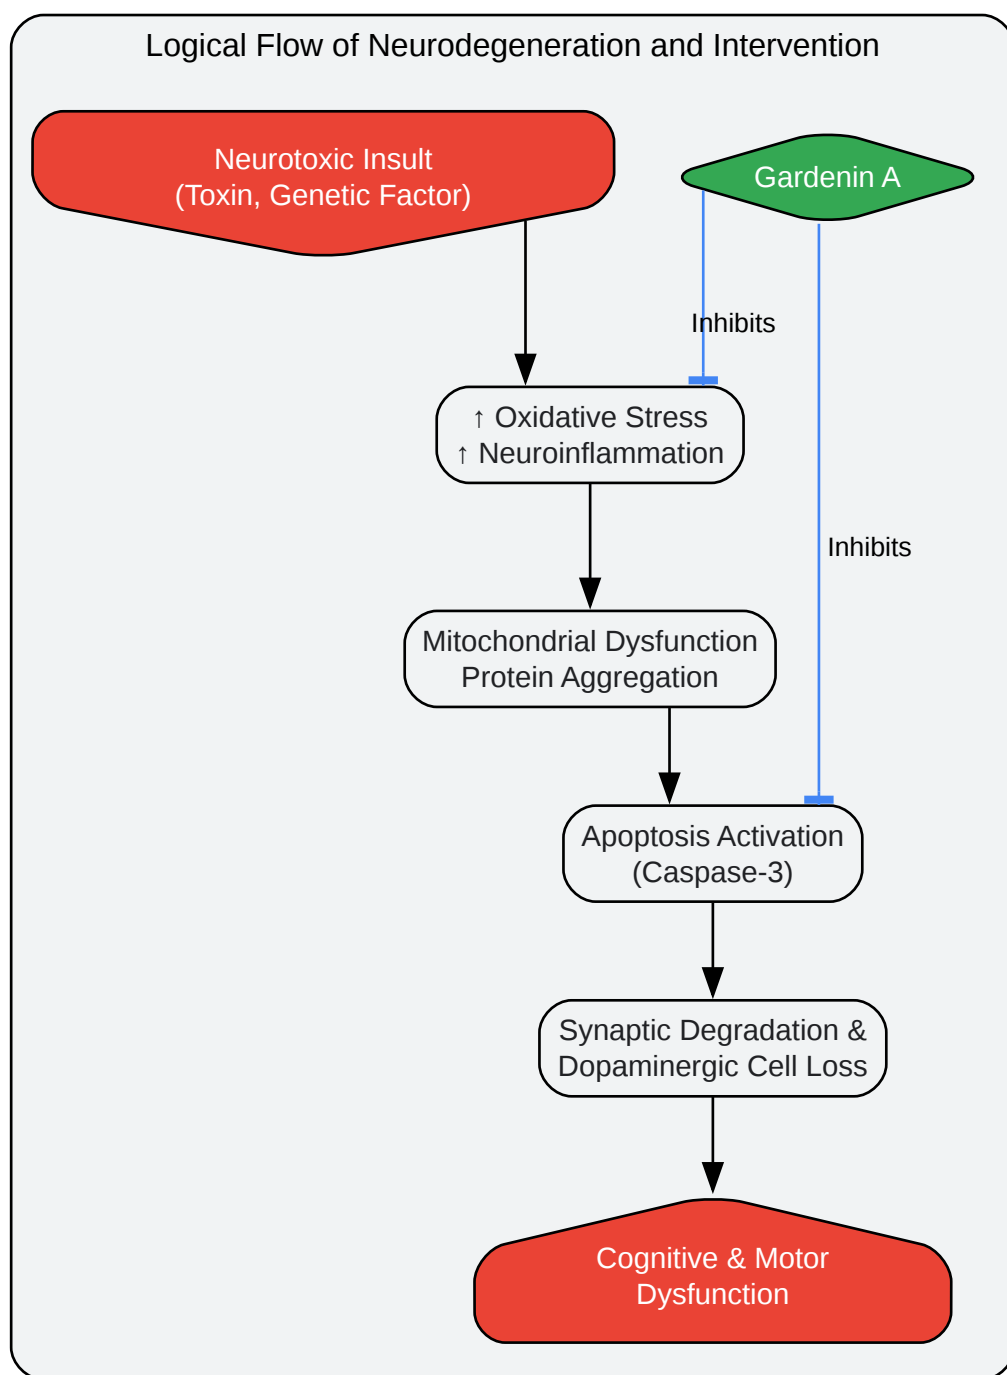 Logical Flow of Neurodegeneration and Intervention
Neurotoxic Insult
(Toxin, Genetic Factor)
Gardenin A
Inhibits
↑ Oxidative Stress
↑ Neuroinflammation
Inhibits
Mitochondrial Dysfunction
Protein Aggregation
Apoptosis Activation
(Caspase-3)
Synaptic Degradation &
Dopaminergic Cell Loss
Cognitive & Motor
Dysfunction